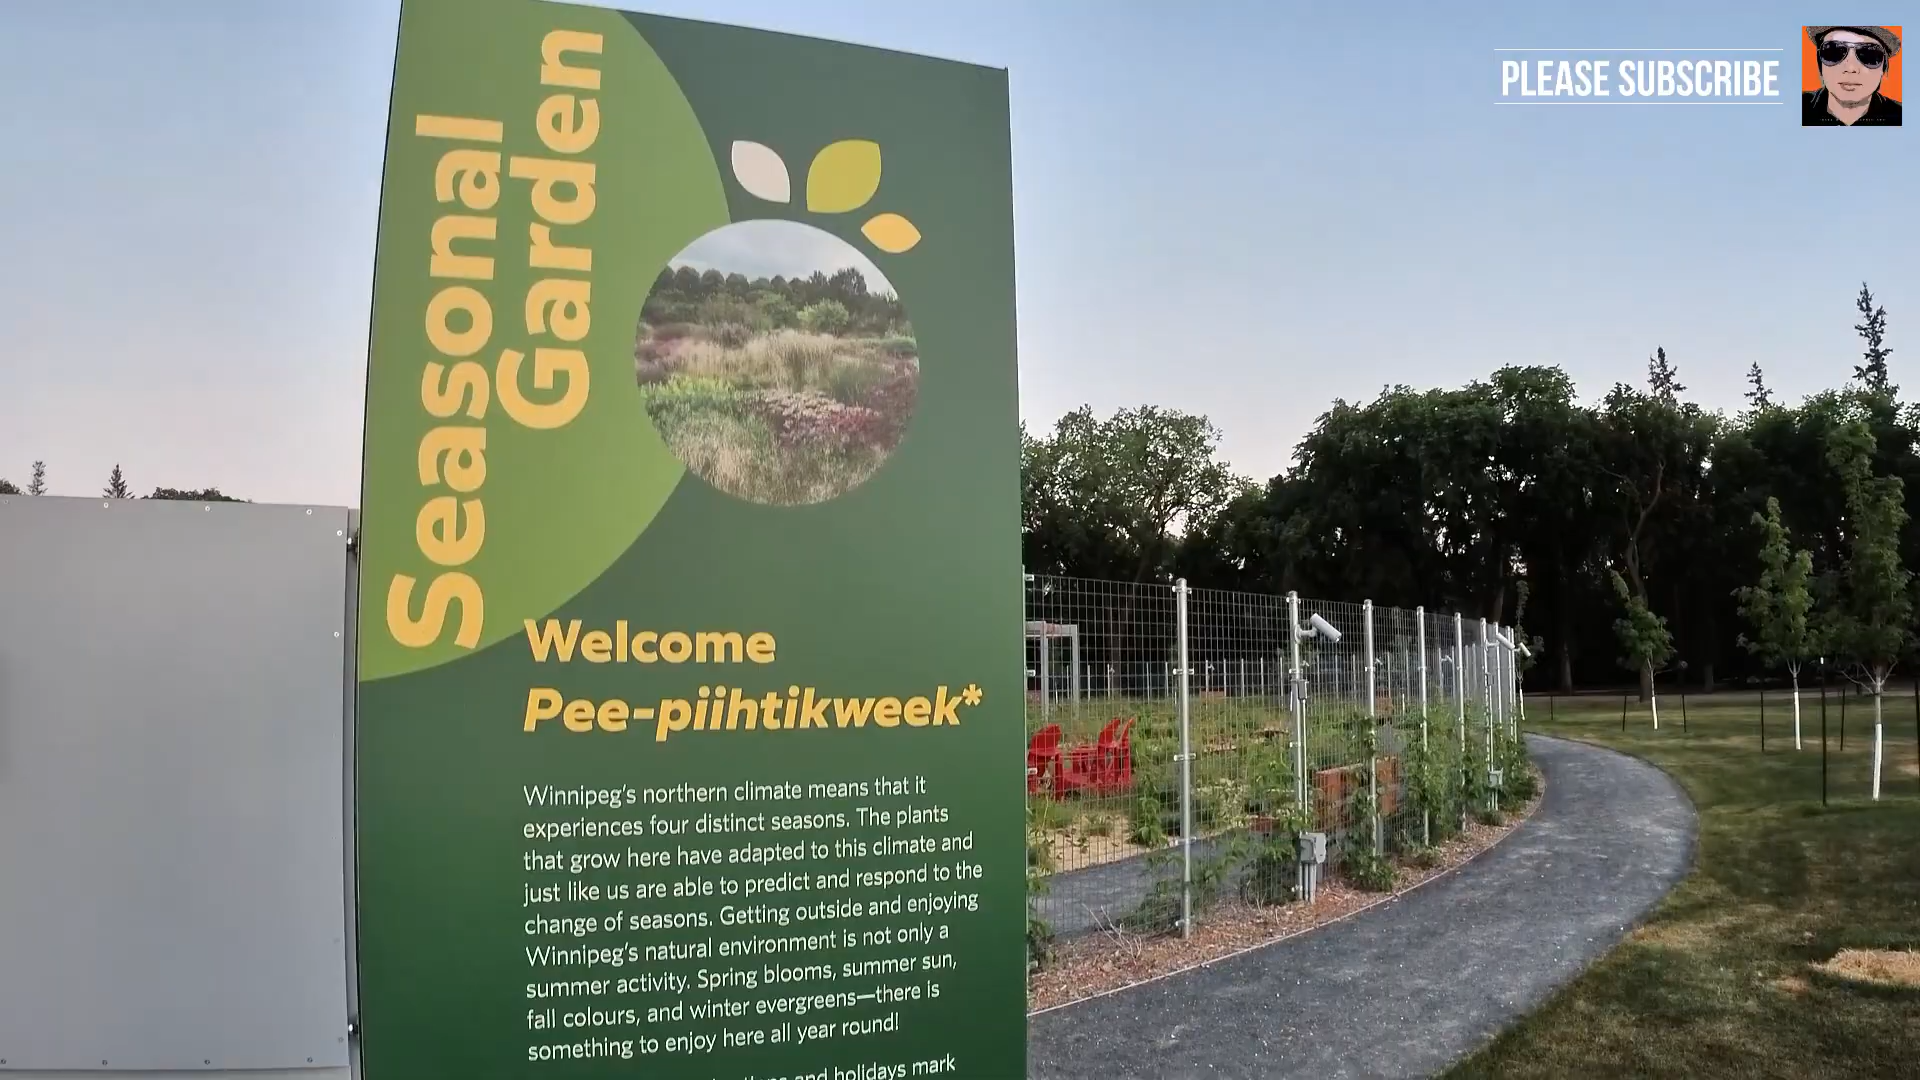 PLEASE SUBSCRIBE
Seasonal
Garden
Welcome
Pee-piihtikweek*
Winnipeg's northern climate means that it
experiences four distinct seasons. The plants
that grow here have adapted to this climate and
just like us are able to predict and respond to the
change of seasons. Getting outside and enjoying
Winnipeg's natural environment is not only a
summer activity. Spring blooms, summer sun,
fall colours, and winter evergreens—there is
something to enjoy here all year round!
and holidays mark